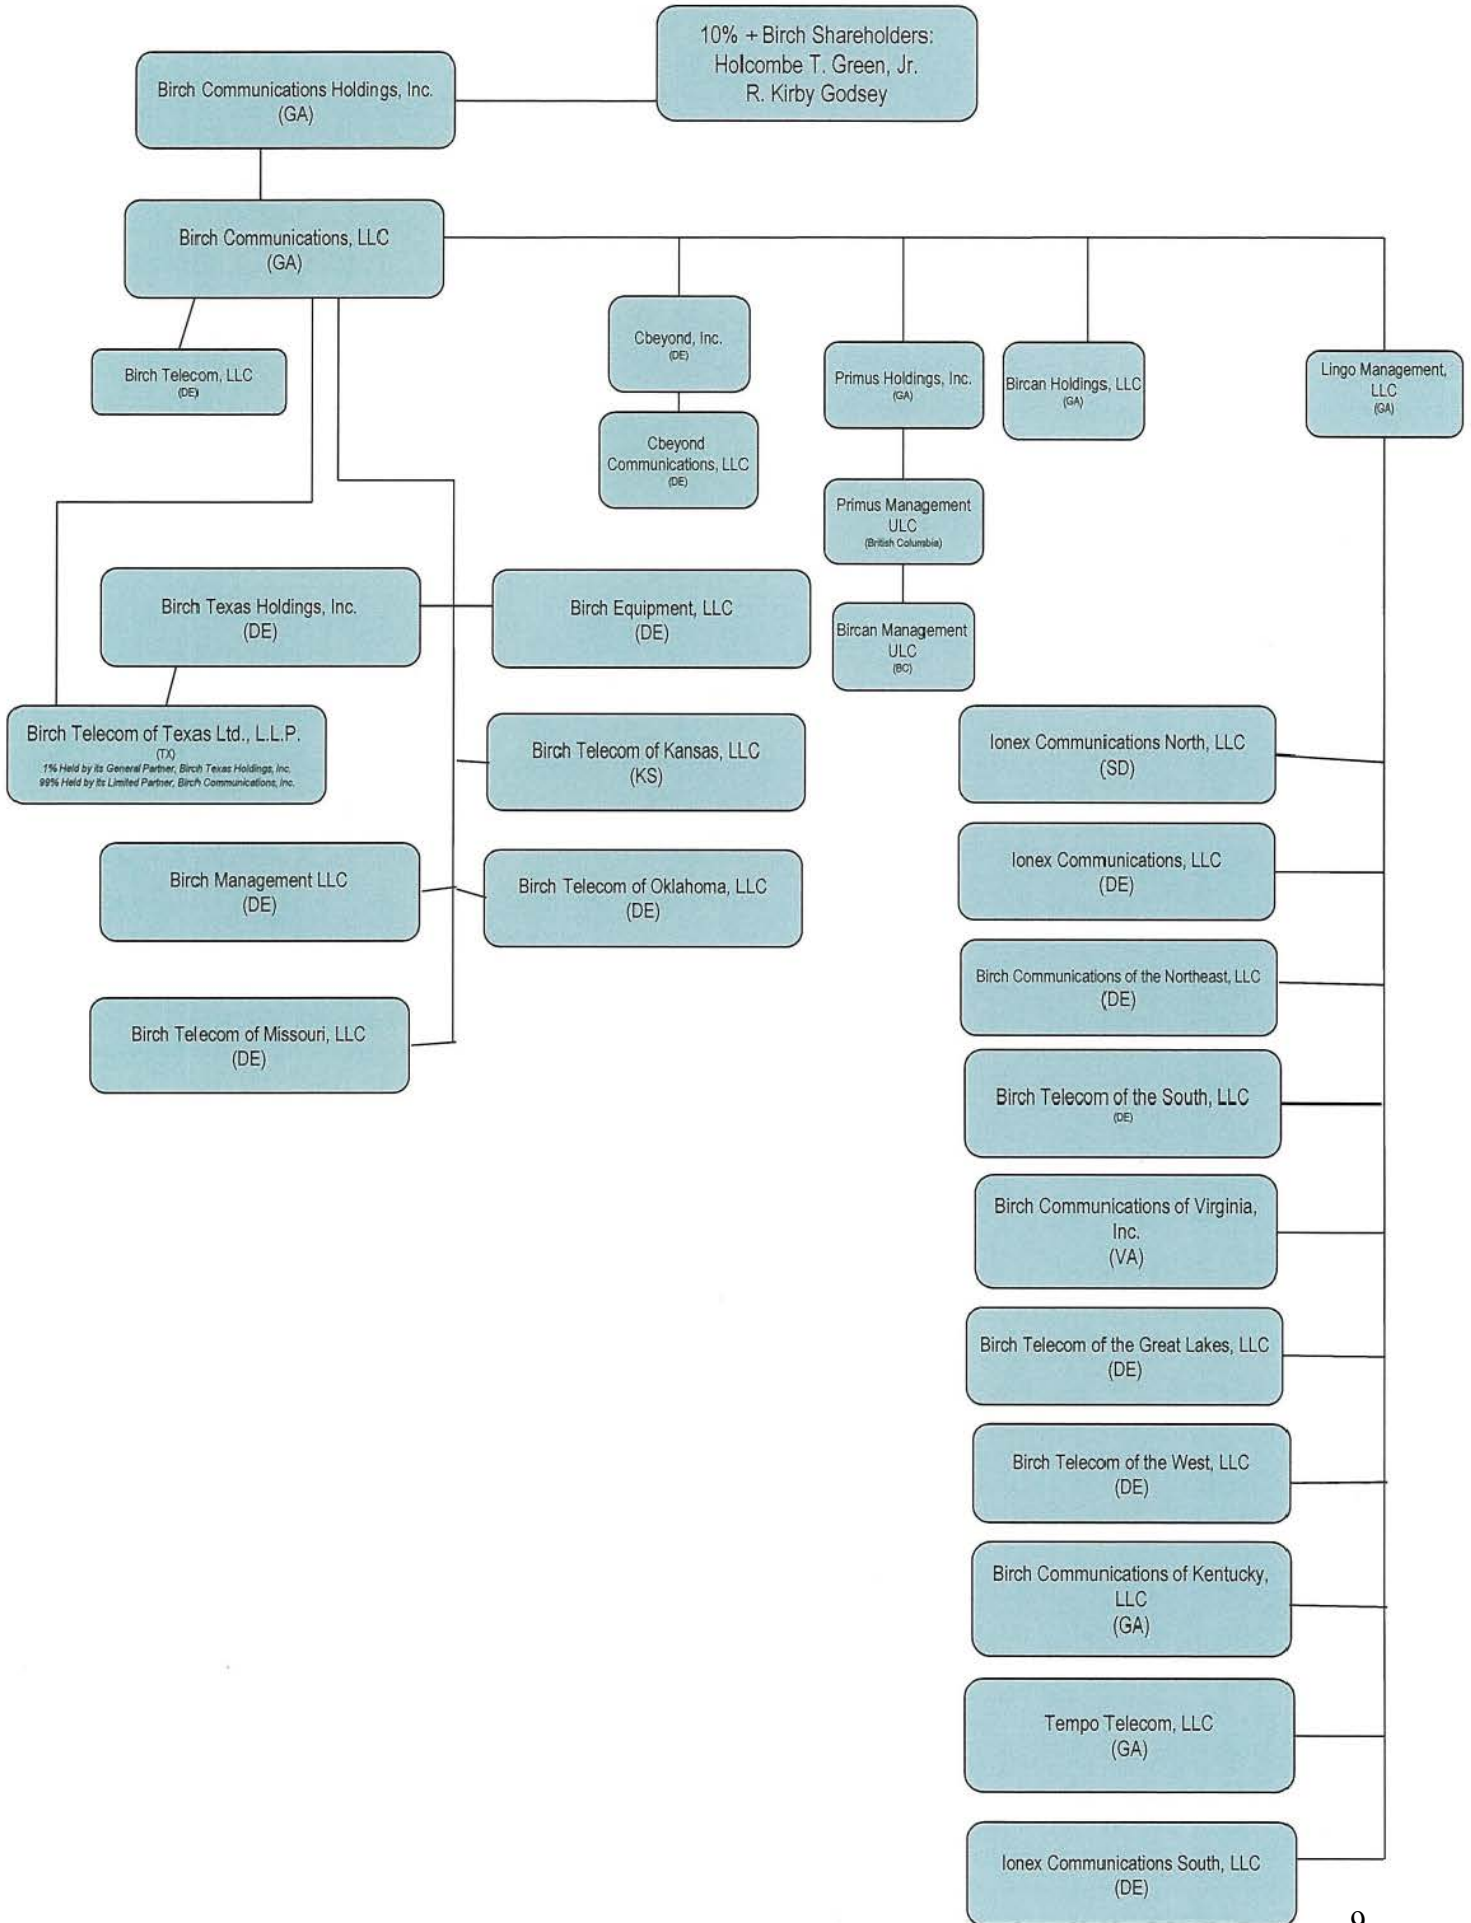 10% + Birch Shareholders:
Holcombe T. Green, Jr.
R. Kirby Godsey
Birch Communications Holdings, Inc.
(GA)
Birch Communications, LLC
(GA)
Birch Telecom, LLC
(DE)
Cbeyond, Inc.
(DE)
Cbeyond
Communications, LLC
(DE)
Primus Holdings, Inc.
(GA)
Primus Management
ULC
(British Columbia)
Bircan Management
ULC
(BC)
Bircan Holdings, LLC
(GA)
Lingo Management,
LLC
(GA)
Birch Texas Holdings, Inc.
(DE)
Birch Equipment, LLC
(DE)
Birch Telecom of Texas Ltd., L.L.P.
(TX)
1% Held by its General Partner, Birch Texas Holdings, Inc.
99% Held by its Limited Partner, Birch Communications, Inc.
Birch Telecom of Kansas, LLC
(KS)
Birch Management LLC
(DE)
Birch Telecom of Oklahoma, LLC
(DE)
Birch Telecom of Missouri, LLC
(DE)
Ionex Communications North, LLC
(SD)
Ionex Communications, LLC
(DE)
Birch Communications of the Northeast, LLC
(DE)
Birch Telecom of the South, LLC
(DE)
Birch Communications of Virginia,
Inc.
(VA)
Birch Telecom of the Great Lakes, LLC
(DE)
Birch Telecom of the West, LLC
(DE)
Birch Communications of Kentucky,
LLC
(GA)
Tempo Telecom, LLC
(GA)
Ionex Communications South, LLC
(DE)
9